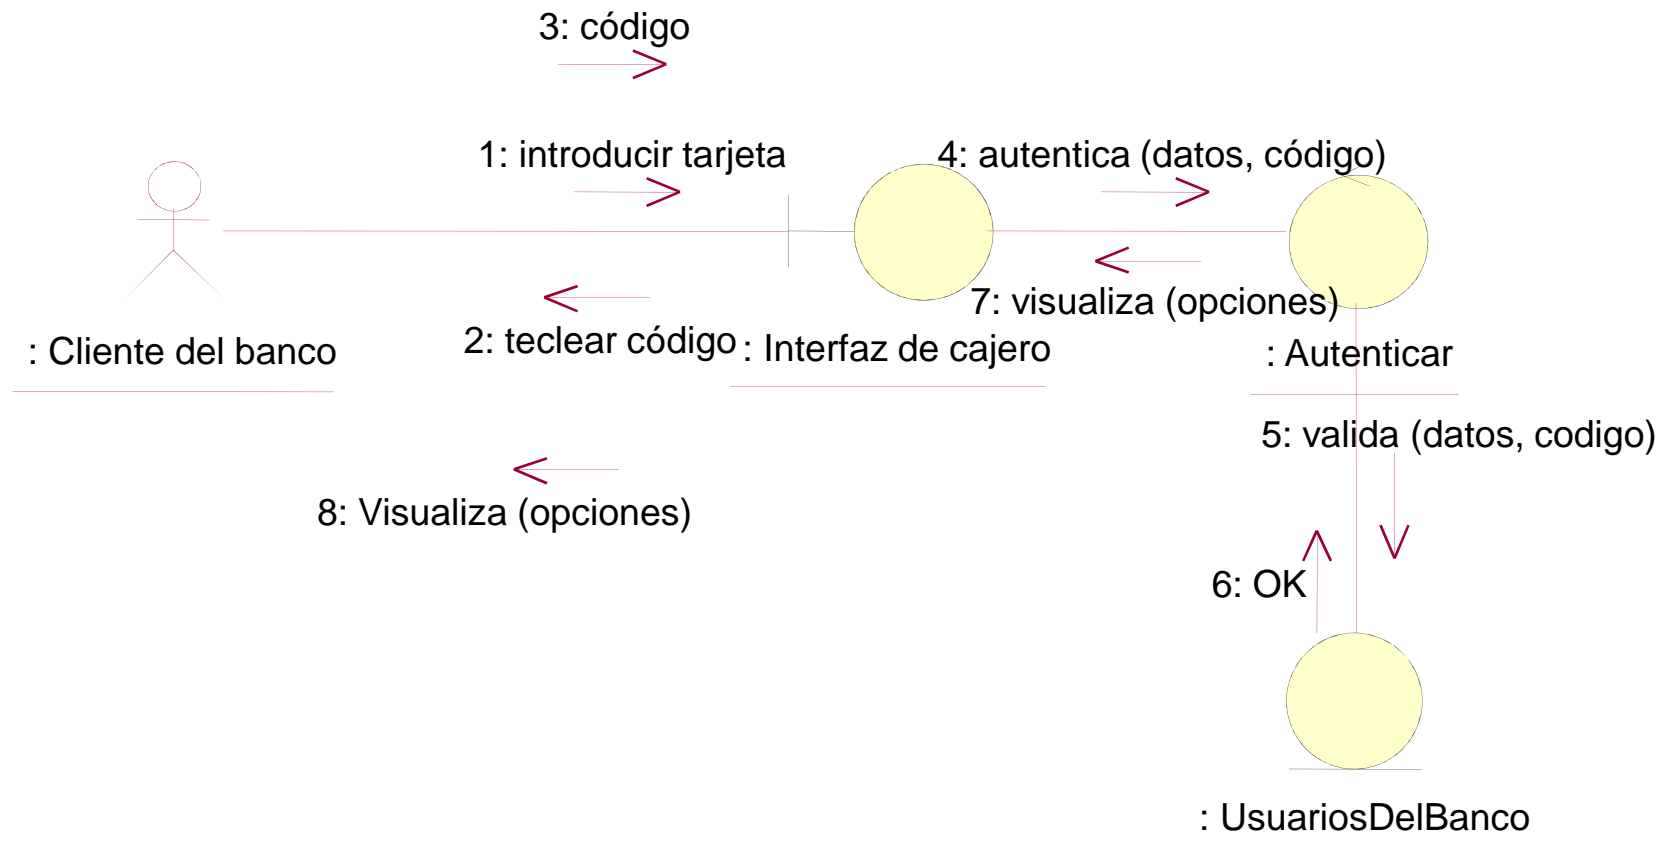 3: código
1: introducir tarjeta
4: autentica (datos, código)
7: visualiza (opciones)
2: teclear código
: Cliente del banco
: Interfaz de cajero
: Autenticar
5: valida (datos, codigo)
8: Visualiza (opciones)
6: OK
: UsuariosDelBanco